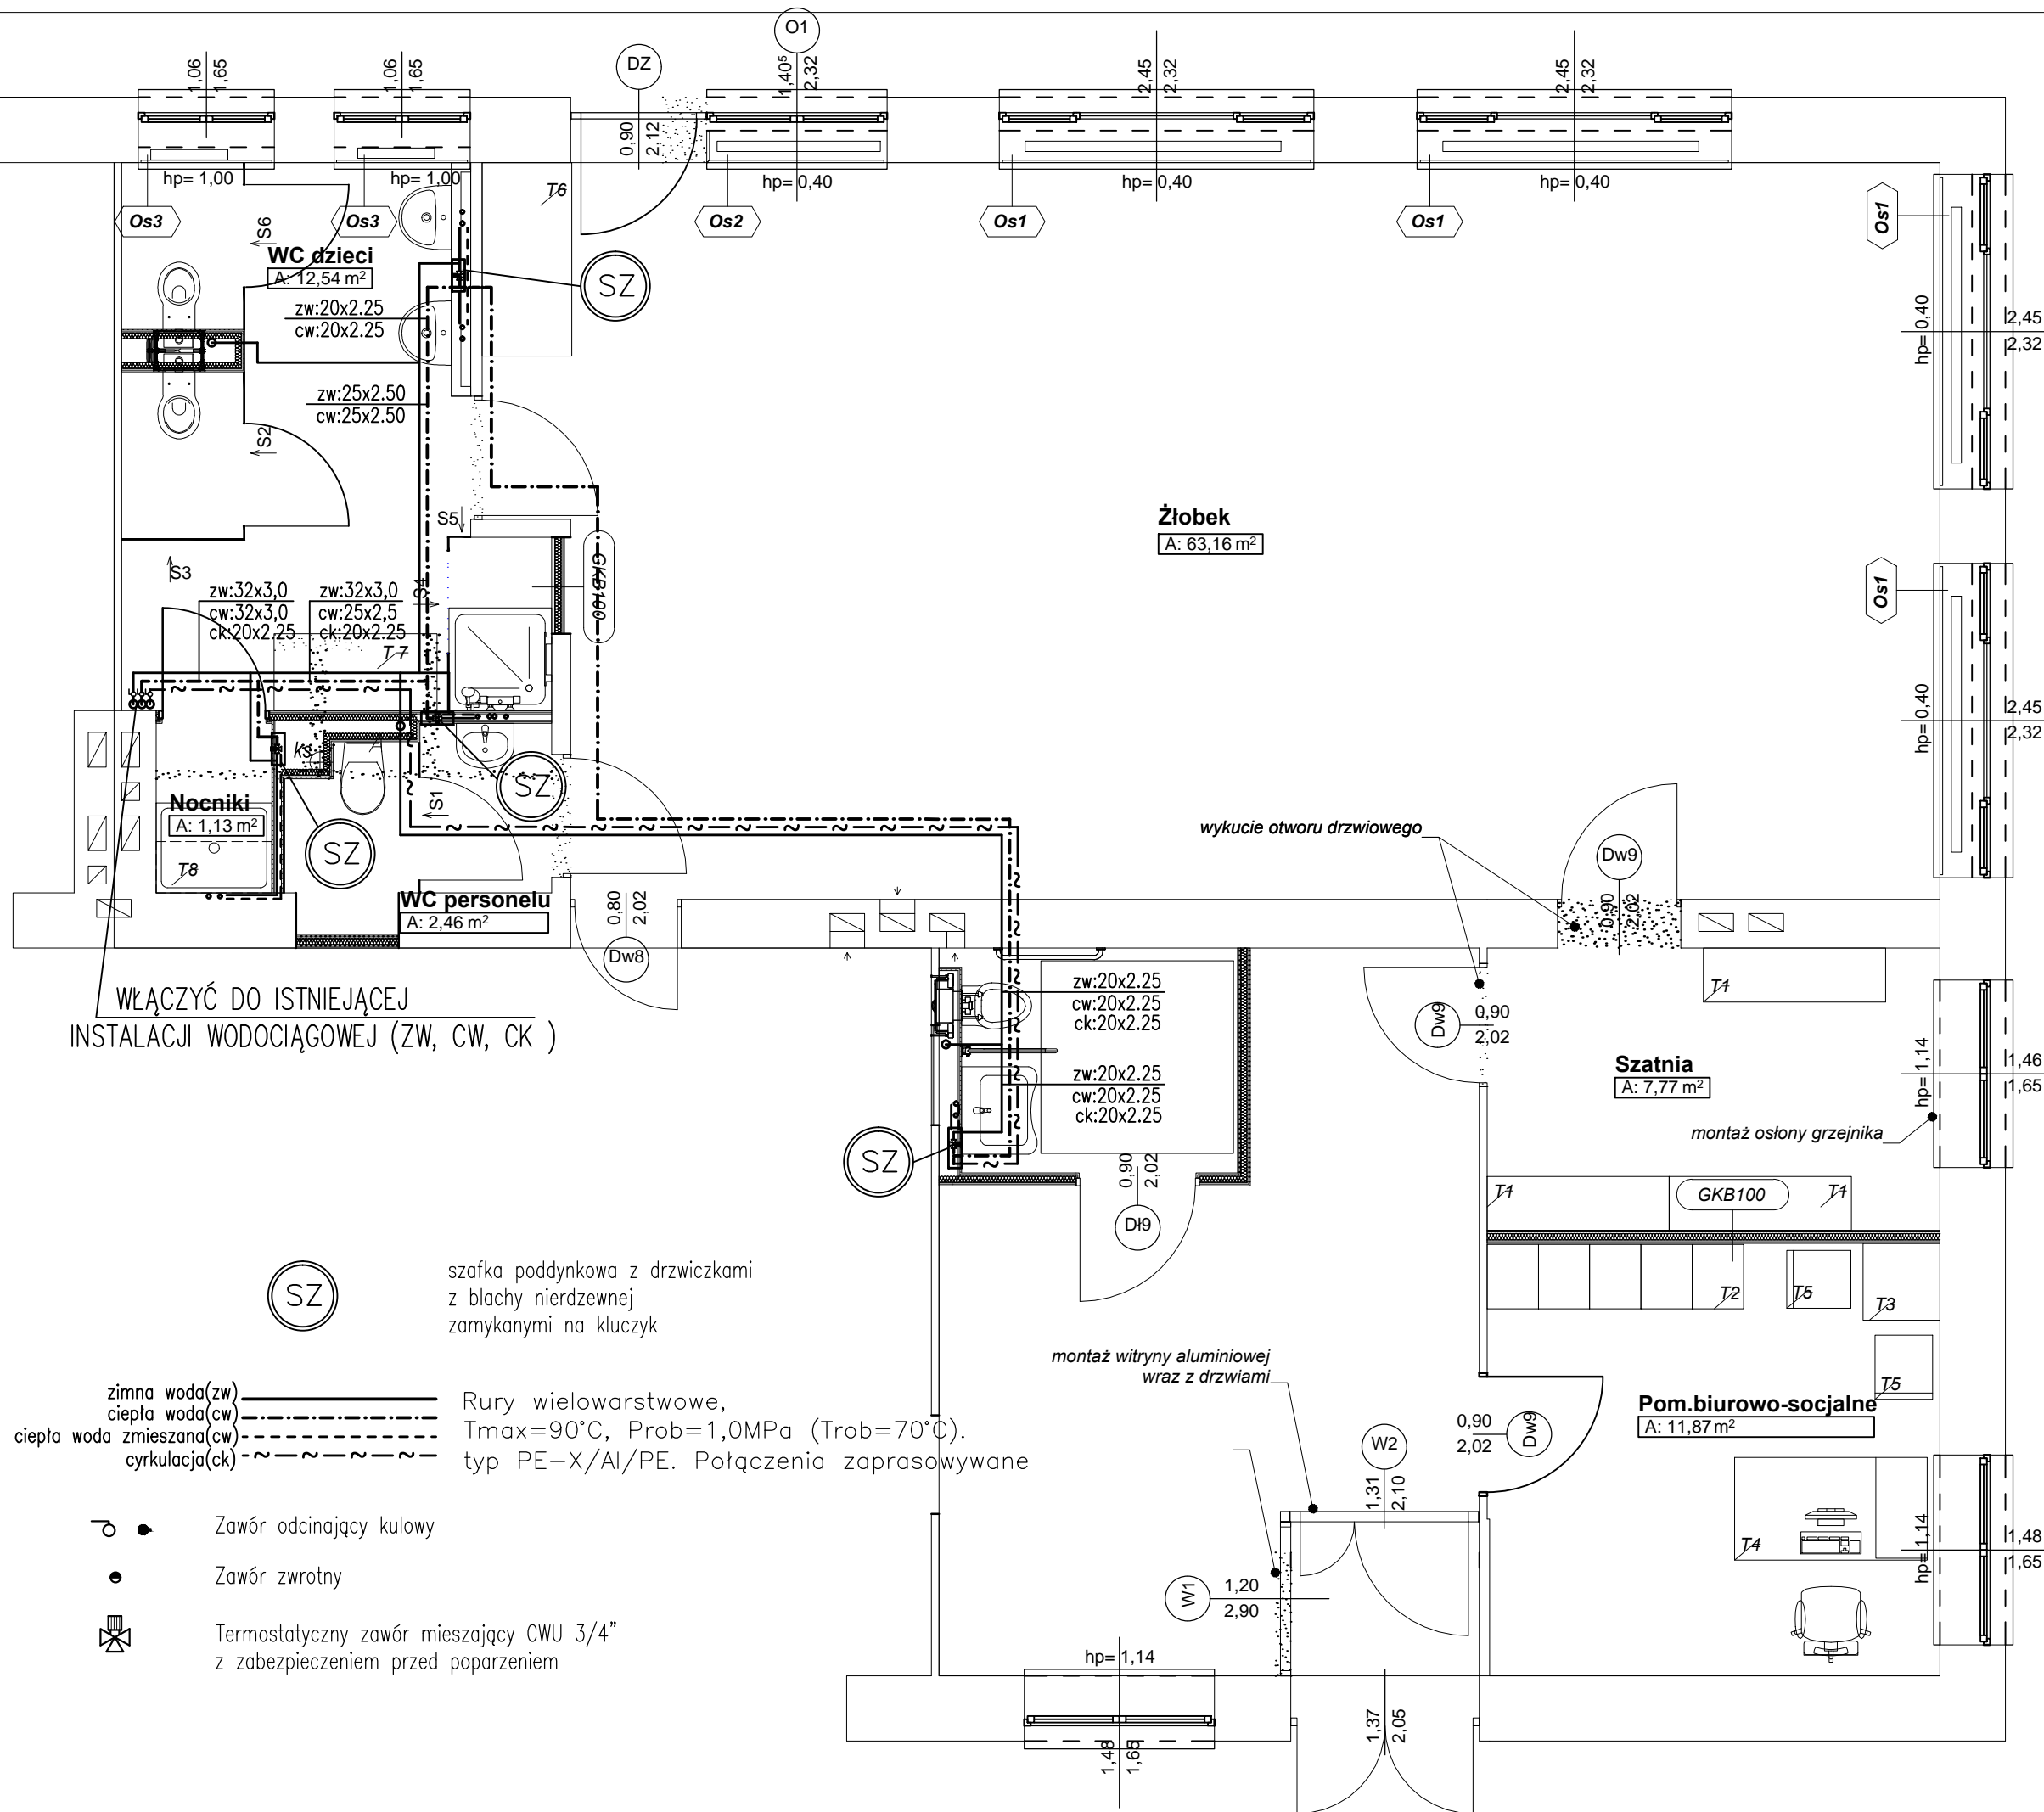 O1
DZ
1,06
1,65
1,06
1,65
0,90
2,12
1,40⁵
2,32
2,45
2,32
2,45
2,32
hp= 1,00
hp= 1,00
hp= 0,40
hp= 0,40
hp= 0,40
Os3
Os3
Os2
Os1
Os1
Os1
T6
S6
WC dzieci
A: 12,54 m²
SZ
zw:20x2.25
cw:20x2.25
hp= 0,40
2,45
2,32
zw:25x2.50
cw:25x2.50
S2
S5
Żłobek
A: 63,16 m²
GKB100
S3
S4
Os1
zw:32x3,0
cw:32x3,0
ck:20x2.25
zw:32x3,0
cw:25x2,5
ck:20x2.25
T7
hp= 0,40
2,45
2,32
ks
SZ
S1
Nocniki
A: 1,13 m²
T8
SZ
wykucie otworu drzwiowego
Dw9
0,90
2,02
WC personelu
A: 2,46 m²
0,80
2,02
Dw8
WŁĄCZYĆ DO ISTNIEJĄCEJ
INSTALACJI WODOCIĄGOWEJ (ZW, CW, CK )
zw:20x2.25
cw:20x2.25
ck:20x2.25
T1
Dw9
0,90
2,02
zw:20x2.25
cw:20x2.25
ck:20x2.25
Szatnia
A: 7,77 m²
hp= 1,14
1,46
1,65
montaż osłony grzejnika
SZ
0,90
2,02
Dł9
T1
GKB100
T1
SZ
szafka poddynkowa z drzwiczkami
z blachy nierdzewnej
zamykanymi na kluczyk
T2
T5
T3
montaż witryny aluminiowej
wraz z drzwiami
T5
zimna woda(zw)
ciepła woda(cw)
ciepła woda zmieszana(cw)
cyrkulacja(ck)
Rury wielowarstwowe,
Tmax=90°C, Prob=1,0MPa (Trob=70°C).
typ PE-X/Al/PE. Połączenia zaprasowywane
Pom.biurowo-socjalne
A: 11,87 m²
0,90
2,02
Dw9
W2
1,31
2,10
Zawór odcinający kulowy
T4
hp= 1,14
1,48
1,65
Zawór zwrotny
W1
1,20
2,90
Termostatyczny zawór mieszający CWU 3/4”
z zabezpieczeniem przed poparzeniem
hp= 1,14
1,48
1,65
1,37
2,05